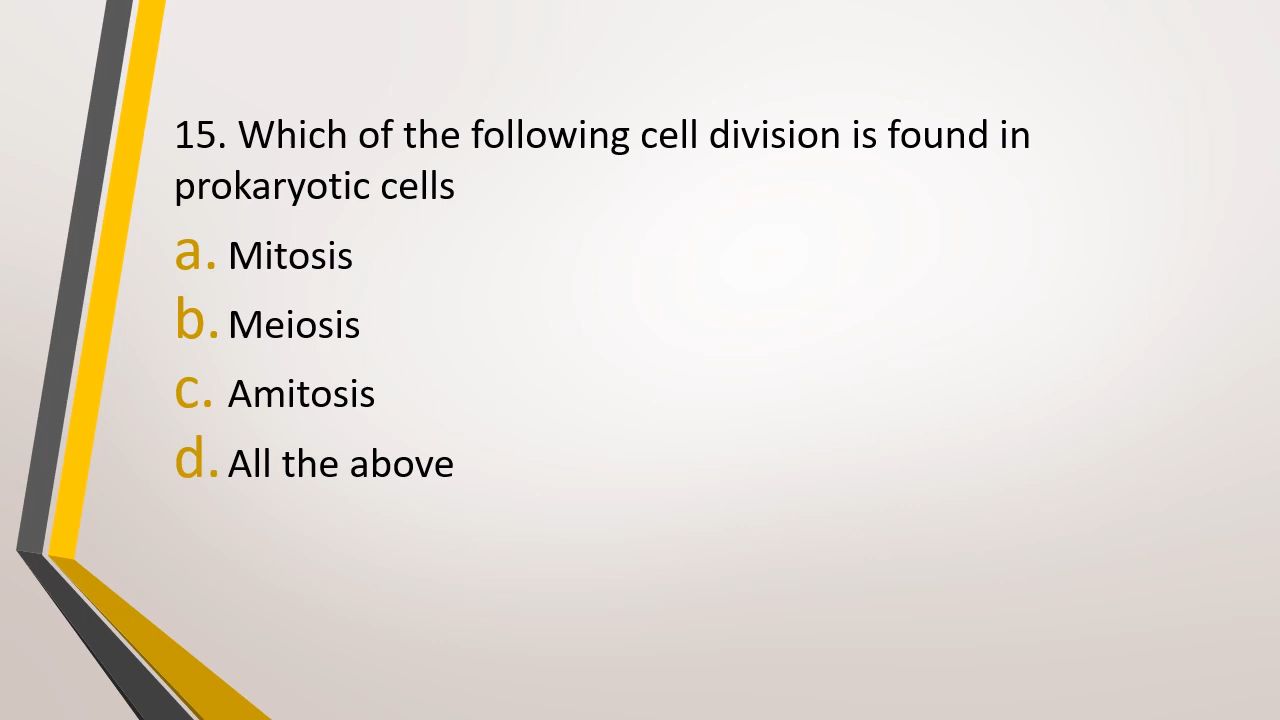 15. Which of the following cell division is found in
prokaryotic cells
a. Mitosis
b. Meiosis
c. Amitosis
d. All the above